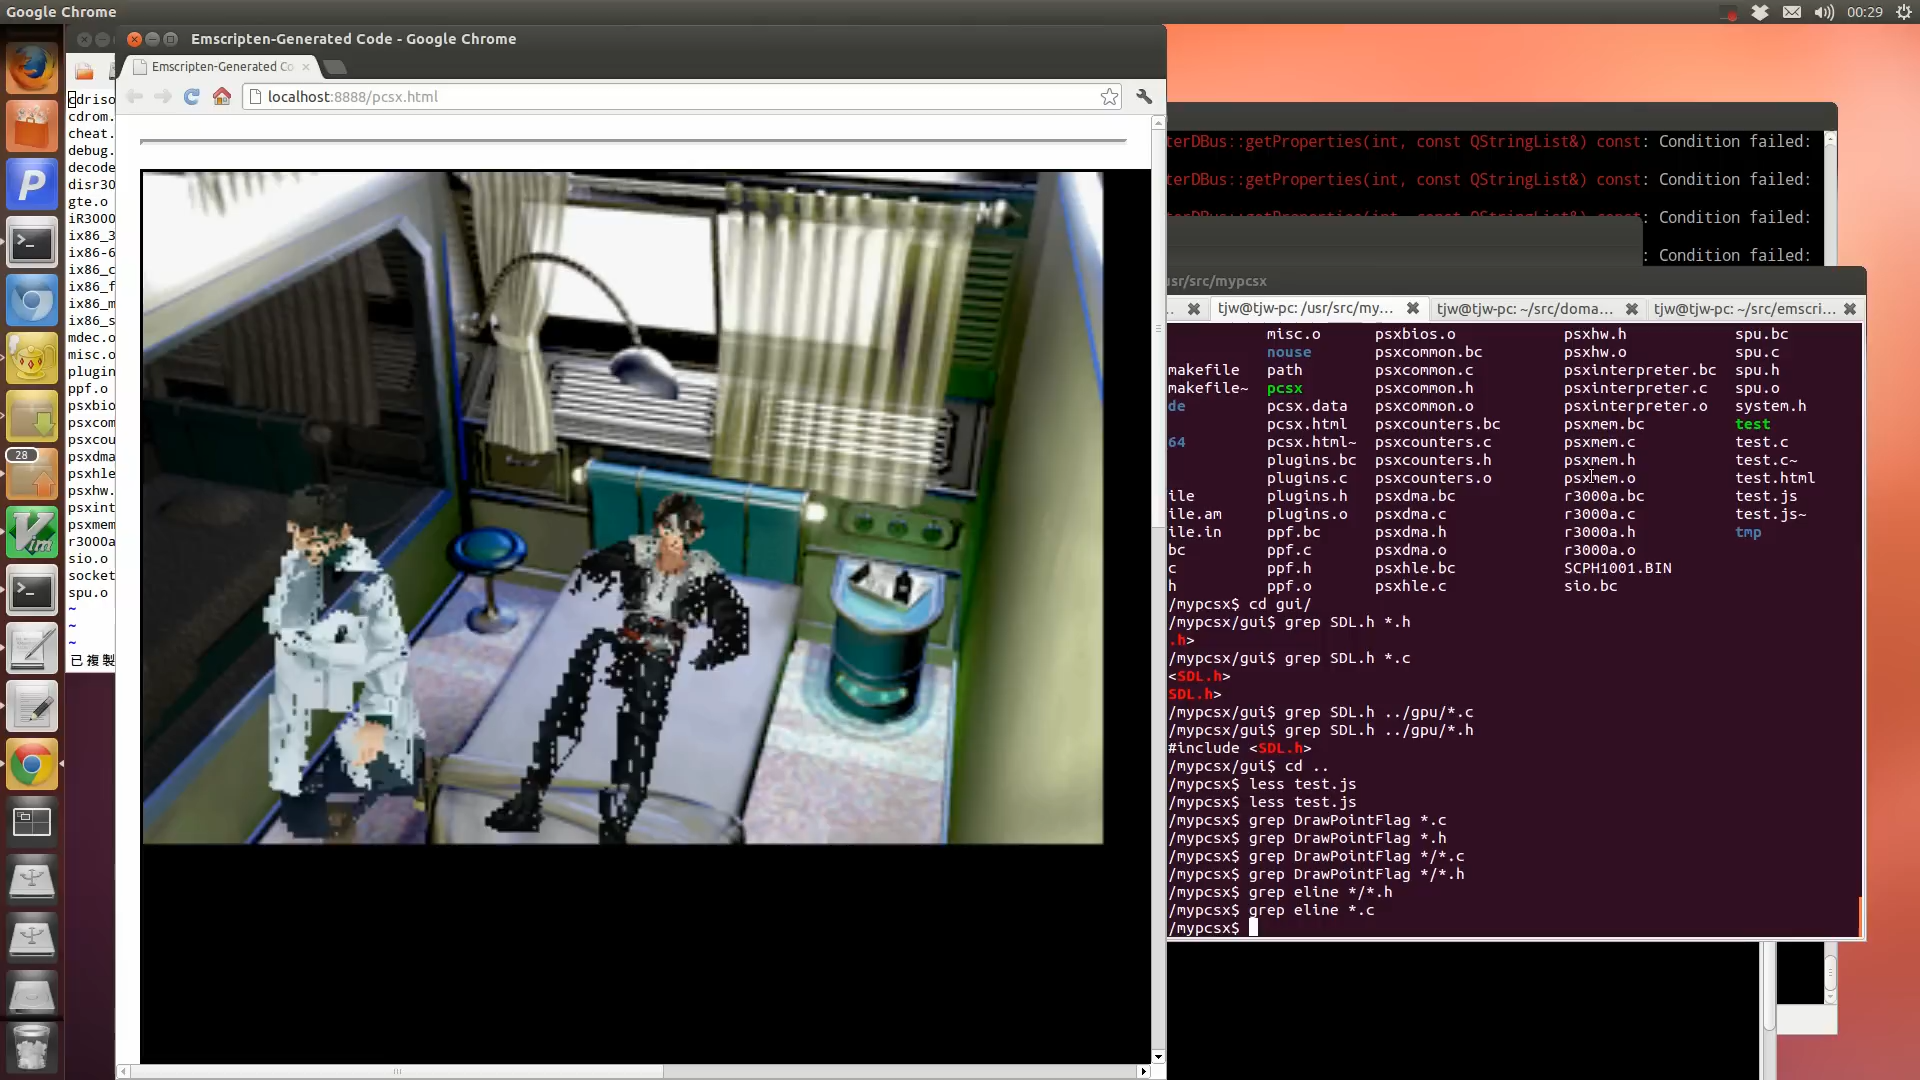 Google Chrome
00:29
Emscripten-Generated Code - Google Chrome
Emscripten-Generated Co
localhost:8888/pcsx.html
28
cdriso
cdrom.
cheat.
debug.
decode
disr30
gte.o
iR3000
ix86_3
ix86-6
ix86_c
ix86_f
ix86_m
ix86_s
mdec.o
misc.o
plugin
ppf.o
psxbio
psxcom
psxcou
psxdma
psxhle
psxhw.
psxint
psxmem
r3000a
sio.o
socket
spu.o
~
~
~
已複製
terDBus::getProperties(int, const QStringList&) const: Condition failed:
terDBus::getProperties(int, const QStringList&) const: Condition failed:
Condition failed:
: Condition failed:
usr/src/mypcsx
tjw@tjw-pc: /usr/src/my... tjw@tjw-pc: ~/src/doma... tjw@tjw-pc: ~/src/emscri...
misc.o psxbios.o psxhw.h spu.bc
nouse psxcommon.bc psxhw.o spu.c
makefile path psxcommon.c psxinterpreter.bc spu.h
makefile~ pcsx psxcommon.h psxinterpreter.c spu.o
de pcsx.data psxcommon.o psxinterpreter.o system.h
pcsx.html psxcounters.bc psxmem.bc test
64 pcsx.html~ psxcounters.c psxmem.c test.c
plugins.bc psxcounters.h psxmem.h test.c~
plugins.c psxcounters.o psxmem.o test.html
ile plugins.h psxdma.bc r3000a.bc test.js
ile.am plugins.o psxdma.c r3000a.c test.js~
ile.in ppf.bc psxdma.h r3000a.h tmp
bc ppf.c psxdma.o r3000a.o
c ppf.h psxhle.bc SCPH1001.BIN
h ppf.o psxhle.c sio.bc
/mypcsx$ cd gui/
/mypcsx/gui$ grep SDL.h *.h
.h>
/mypcsx/gui$ grep SDL.h *.c
<SDL.h>
SDL.h>
/mypcsx/gui$ grep SDL.h ../gpu/*.c
/mypcsx/gui$ grep SDL.h ../gpu/*.h
#include <SDL.h>
/mypcsx/gui$ cd ..
/mypcsx$ less test.js
/mypcsx$ less test.js
/mypcsx$ grep DrawPointFlag *.c
/mypcsx$ grep DrawPointFlag *.h
/mypcsx$ grep DrawPointFlag */*.c
/mypcsx$ grep DrawPointFlag */*.h
/mypcsx$ grep eline */*.h
/mypcsx$ grep eline *.c
/mypcsx$